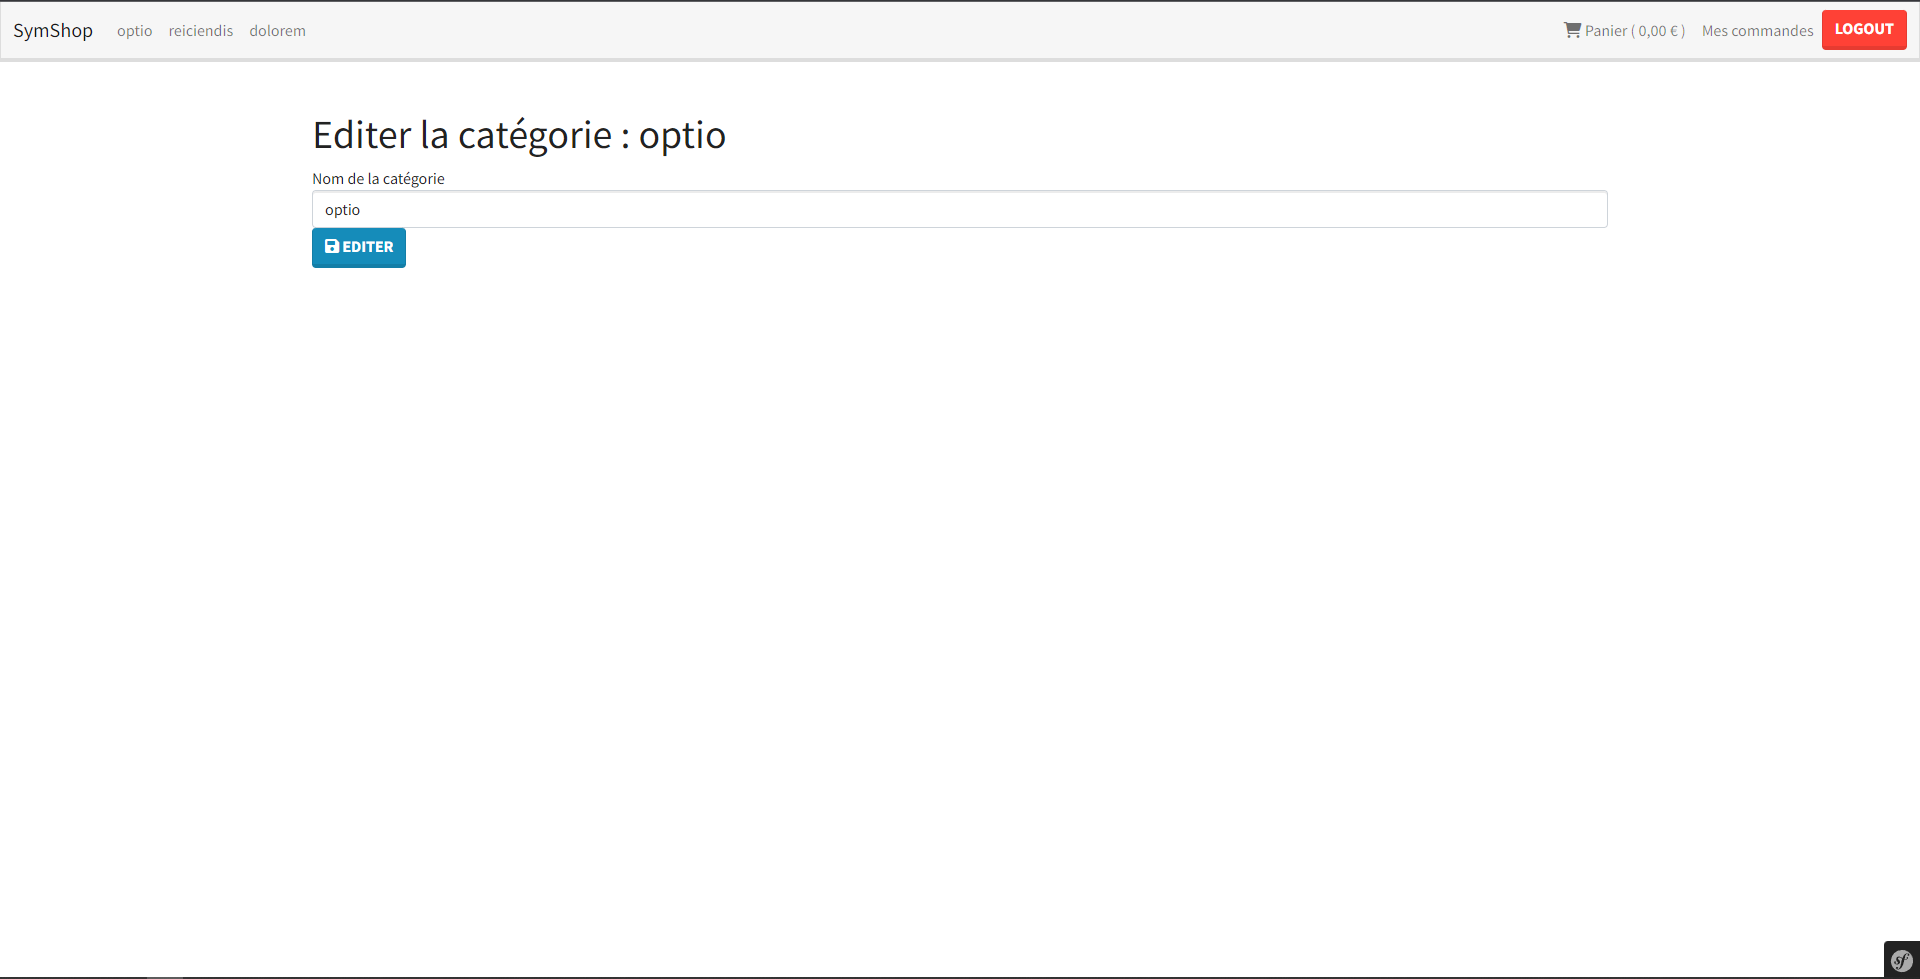 SymShop optio reiciendis dolorem Panier ( 0,00 € ) Mes commandes LOGOUT
Editer la catégorie : optio
Nom de la catégorie
optio
EDITER
sf